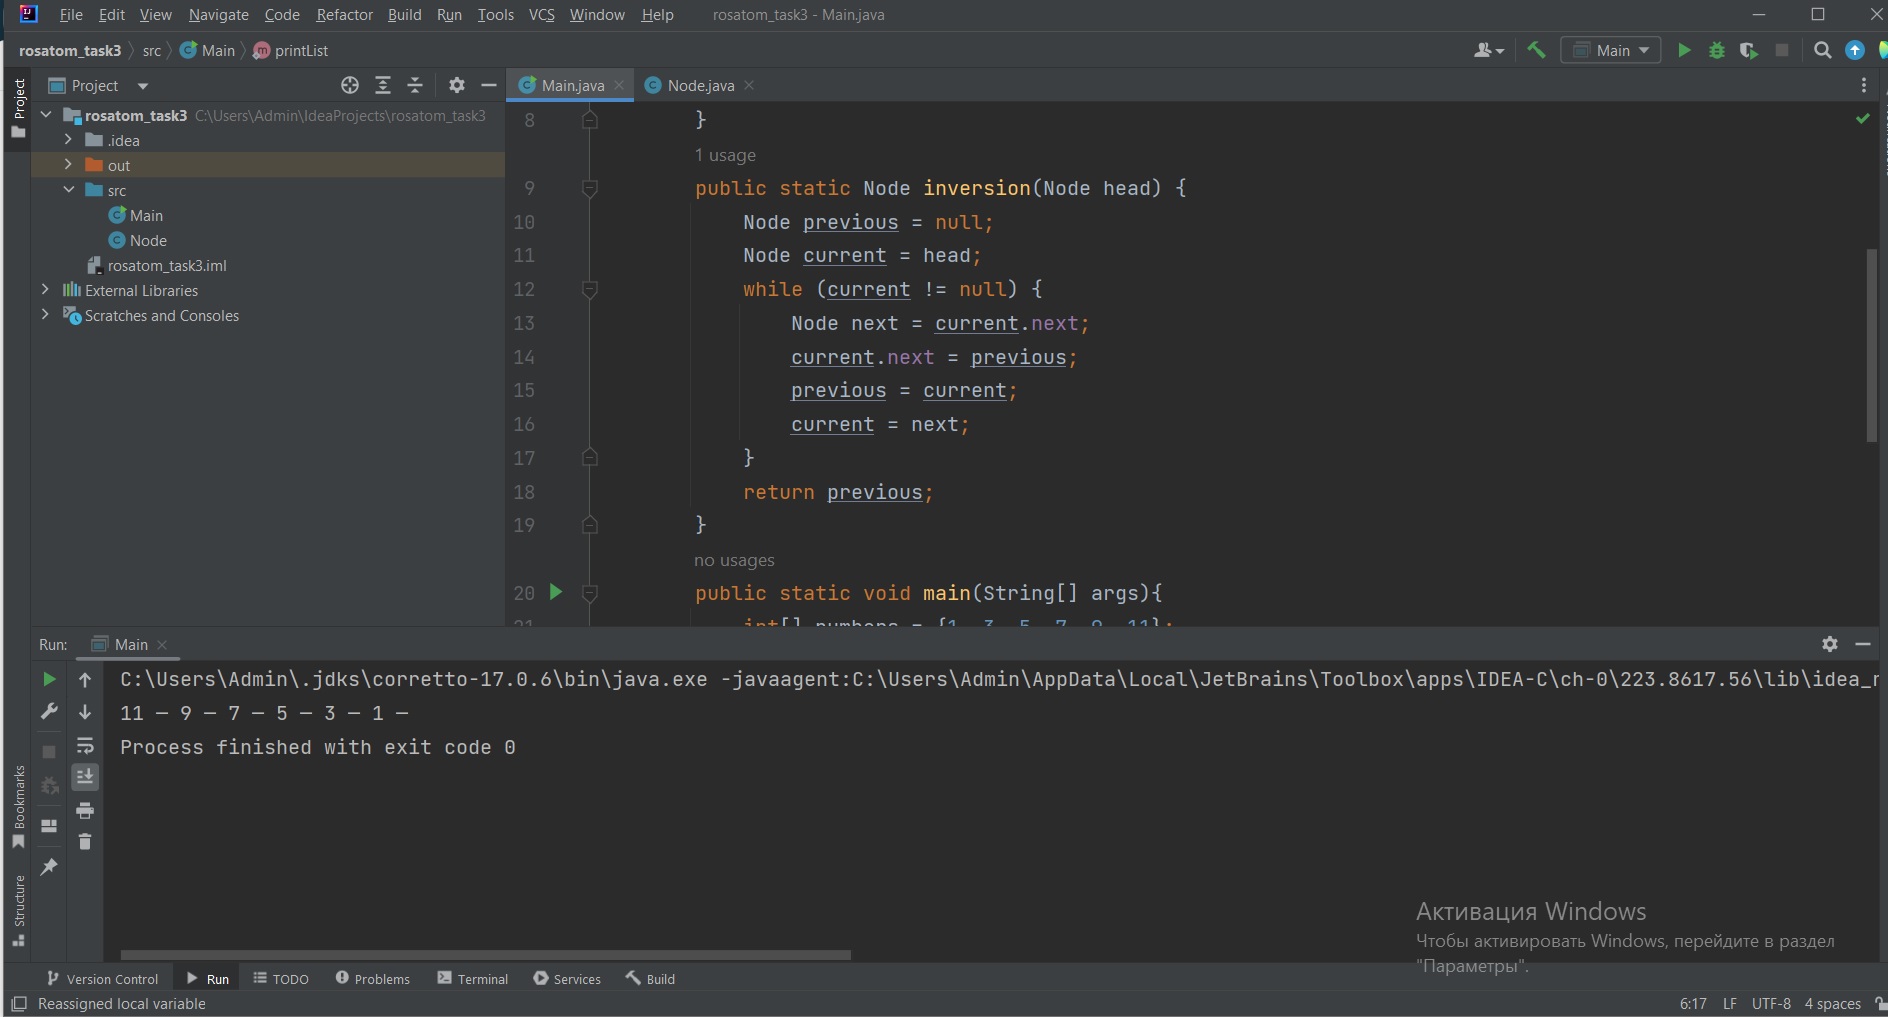 File Edit View Navigate Code Refactor Build Run Tools VCS Window Help rosatom_task3 - Main.java
rosatom_task3 src Main printList Main
Project
Project
Main.java Node.java
rosatom_task3 C:\Users\Admin\IdeaProjects\rosatom_task3
.idea
out
src
Main
Node
rosatom_task3.iml
External Libraries
Scratches and Consoles
8 }
1 usage
9 public static Node inversion(Node head) {
10 Node previous = null;
11 Node current = head;
12 while (current != null) {
13 Node next = current.next;
14 current.next = previous;
15 previous = current;
16 current = next;
17 }
18 return previous;
19 }
no usages
20 public static void main(String[] args){
21 int[] numbers = {1, 3, 5, 7, 9, 11};
Run: Main
C:\Users\Admin\.jdks\corretto-17.0.6\bin\java.exe -javaagent:C:\Users\Admin\AppData\Local\JetBrains\Toolbox\apps\IDEA-C\ch-0\223.8617.56\lib\idea_r
11 — 9 — 7 — 5 — 3 — 1 —
Process finished with exit code 0
Bookmarks
Structure
Активация Windows
Чтобы активировать Windows, перейдите в раздел
"Параметры".
Version Control Run TODO Problems Terminal Services Build
Reassigned local variable 6:17 LF UTF-8 4 spaces